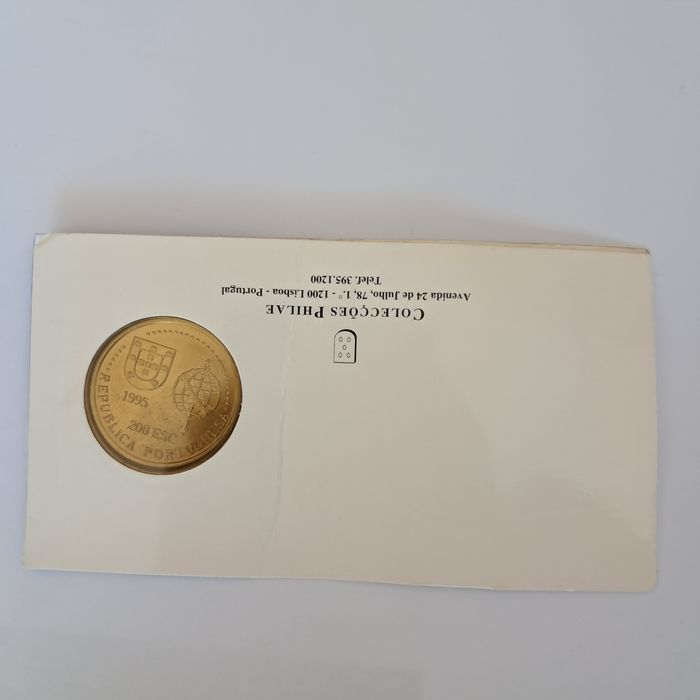 COLECÇÕES PHILAE
Avenida 24 de Julho, 78, 1.º - 1200 Lisboa - Portugal
Telef. 395.1200
1995
200 ESC.
REPUBLICA PORTUGUESA